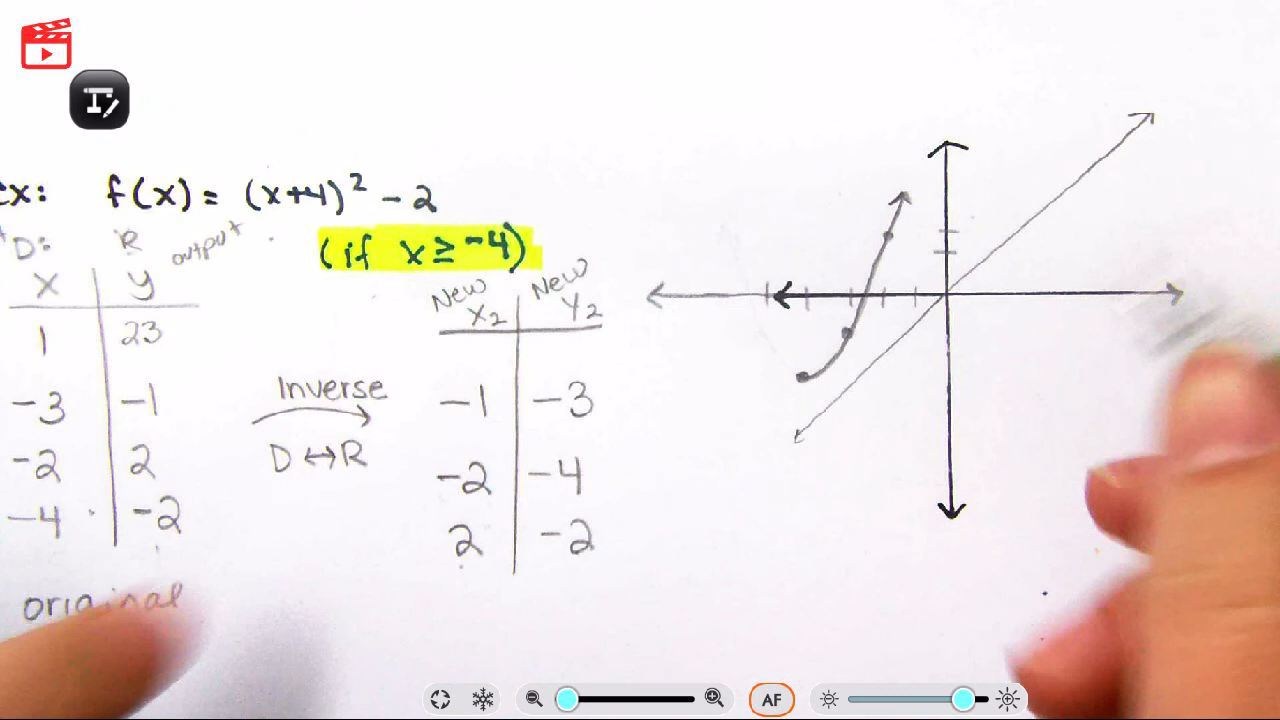 Ex: f(x) = (x+4)² - 2
(if x ≥ -4)
D: R output
x y
1 23
-3 -1
-2 2
-4 -2
original
Inverse
D ↔ R
New New
X₂ Y₂
-1 -3
-2 -4
2 -2
AF